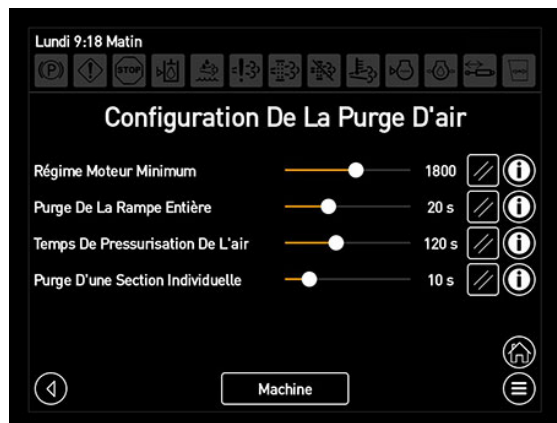 Lundi 9:18 Matin
(P) STOP
Configuration De La Purge D'air
Régime Moteur Minimum 1800
Purge De La Rampe Entière 20 s
Temps De Pressurisation De L'air 120 s
Purge D'une Section Individuelle 10 s
Machine